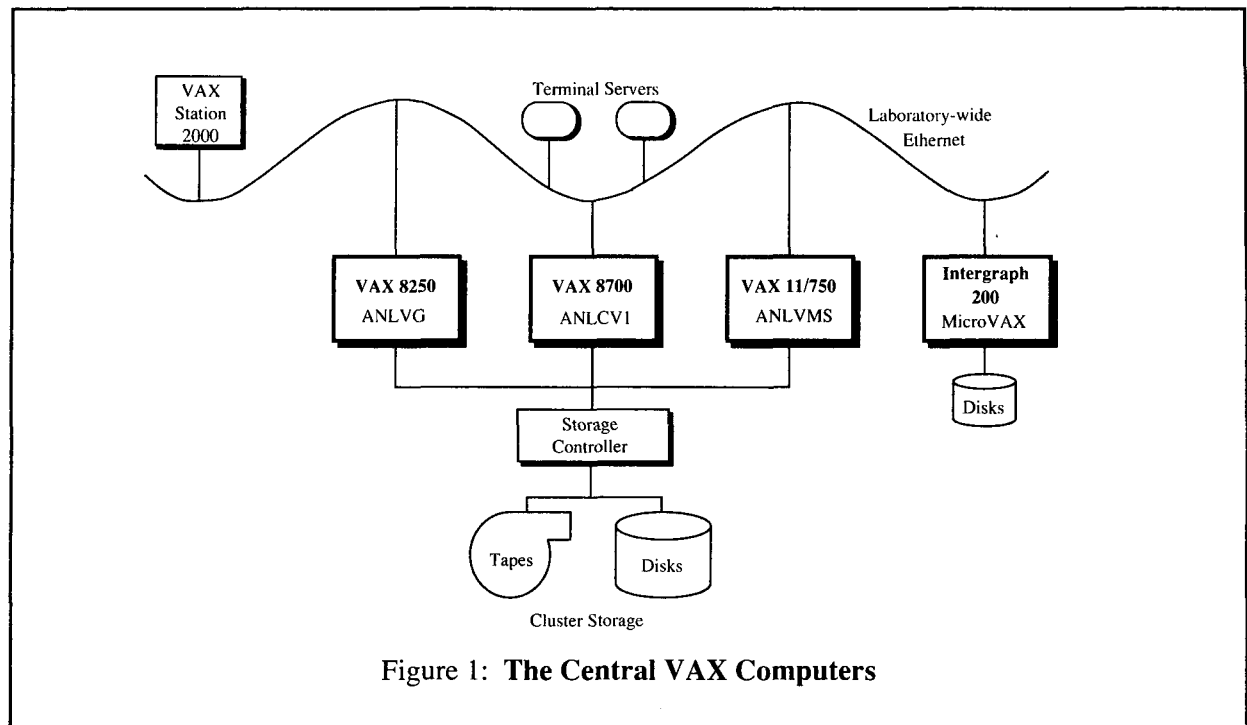 VAX
Station
2000
Terminal Servers
Laboratory-wide
Ethernet
VAX 8250
ANLVG
VAX 8700
ANLCV1
VAX 11/750
ANLVMS
Intergraph
200
MicroVAX
Disks
Storage
Controller
Tapes
Disks
Cluster Storage
Figure 1: The Central VAX Computers